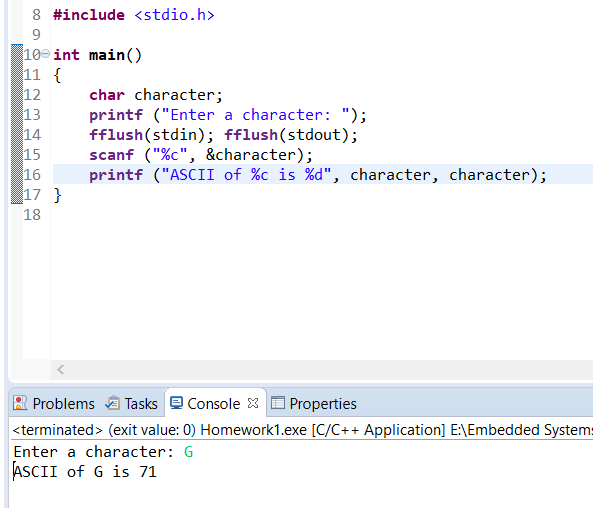 8 #include <stdio.h>
9
10 int main()
11 {
12 char character;
13 printf ("Enter a character: ");
14 fflush(stdin); fflush(stdout);
15 scanf ("%c", &character);
16 printf ("ASCII of %c is %d", character, character);
17 }
18
Problems Tasks Console Properties
<terminated> (exit value: 0) Homework1.exe [C/C++ Application] E:\Embedded Systems
Enter a character: G
ASCII of G is 71